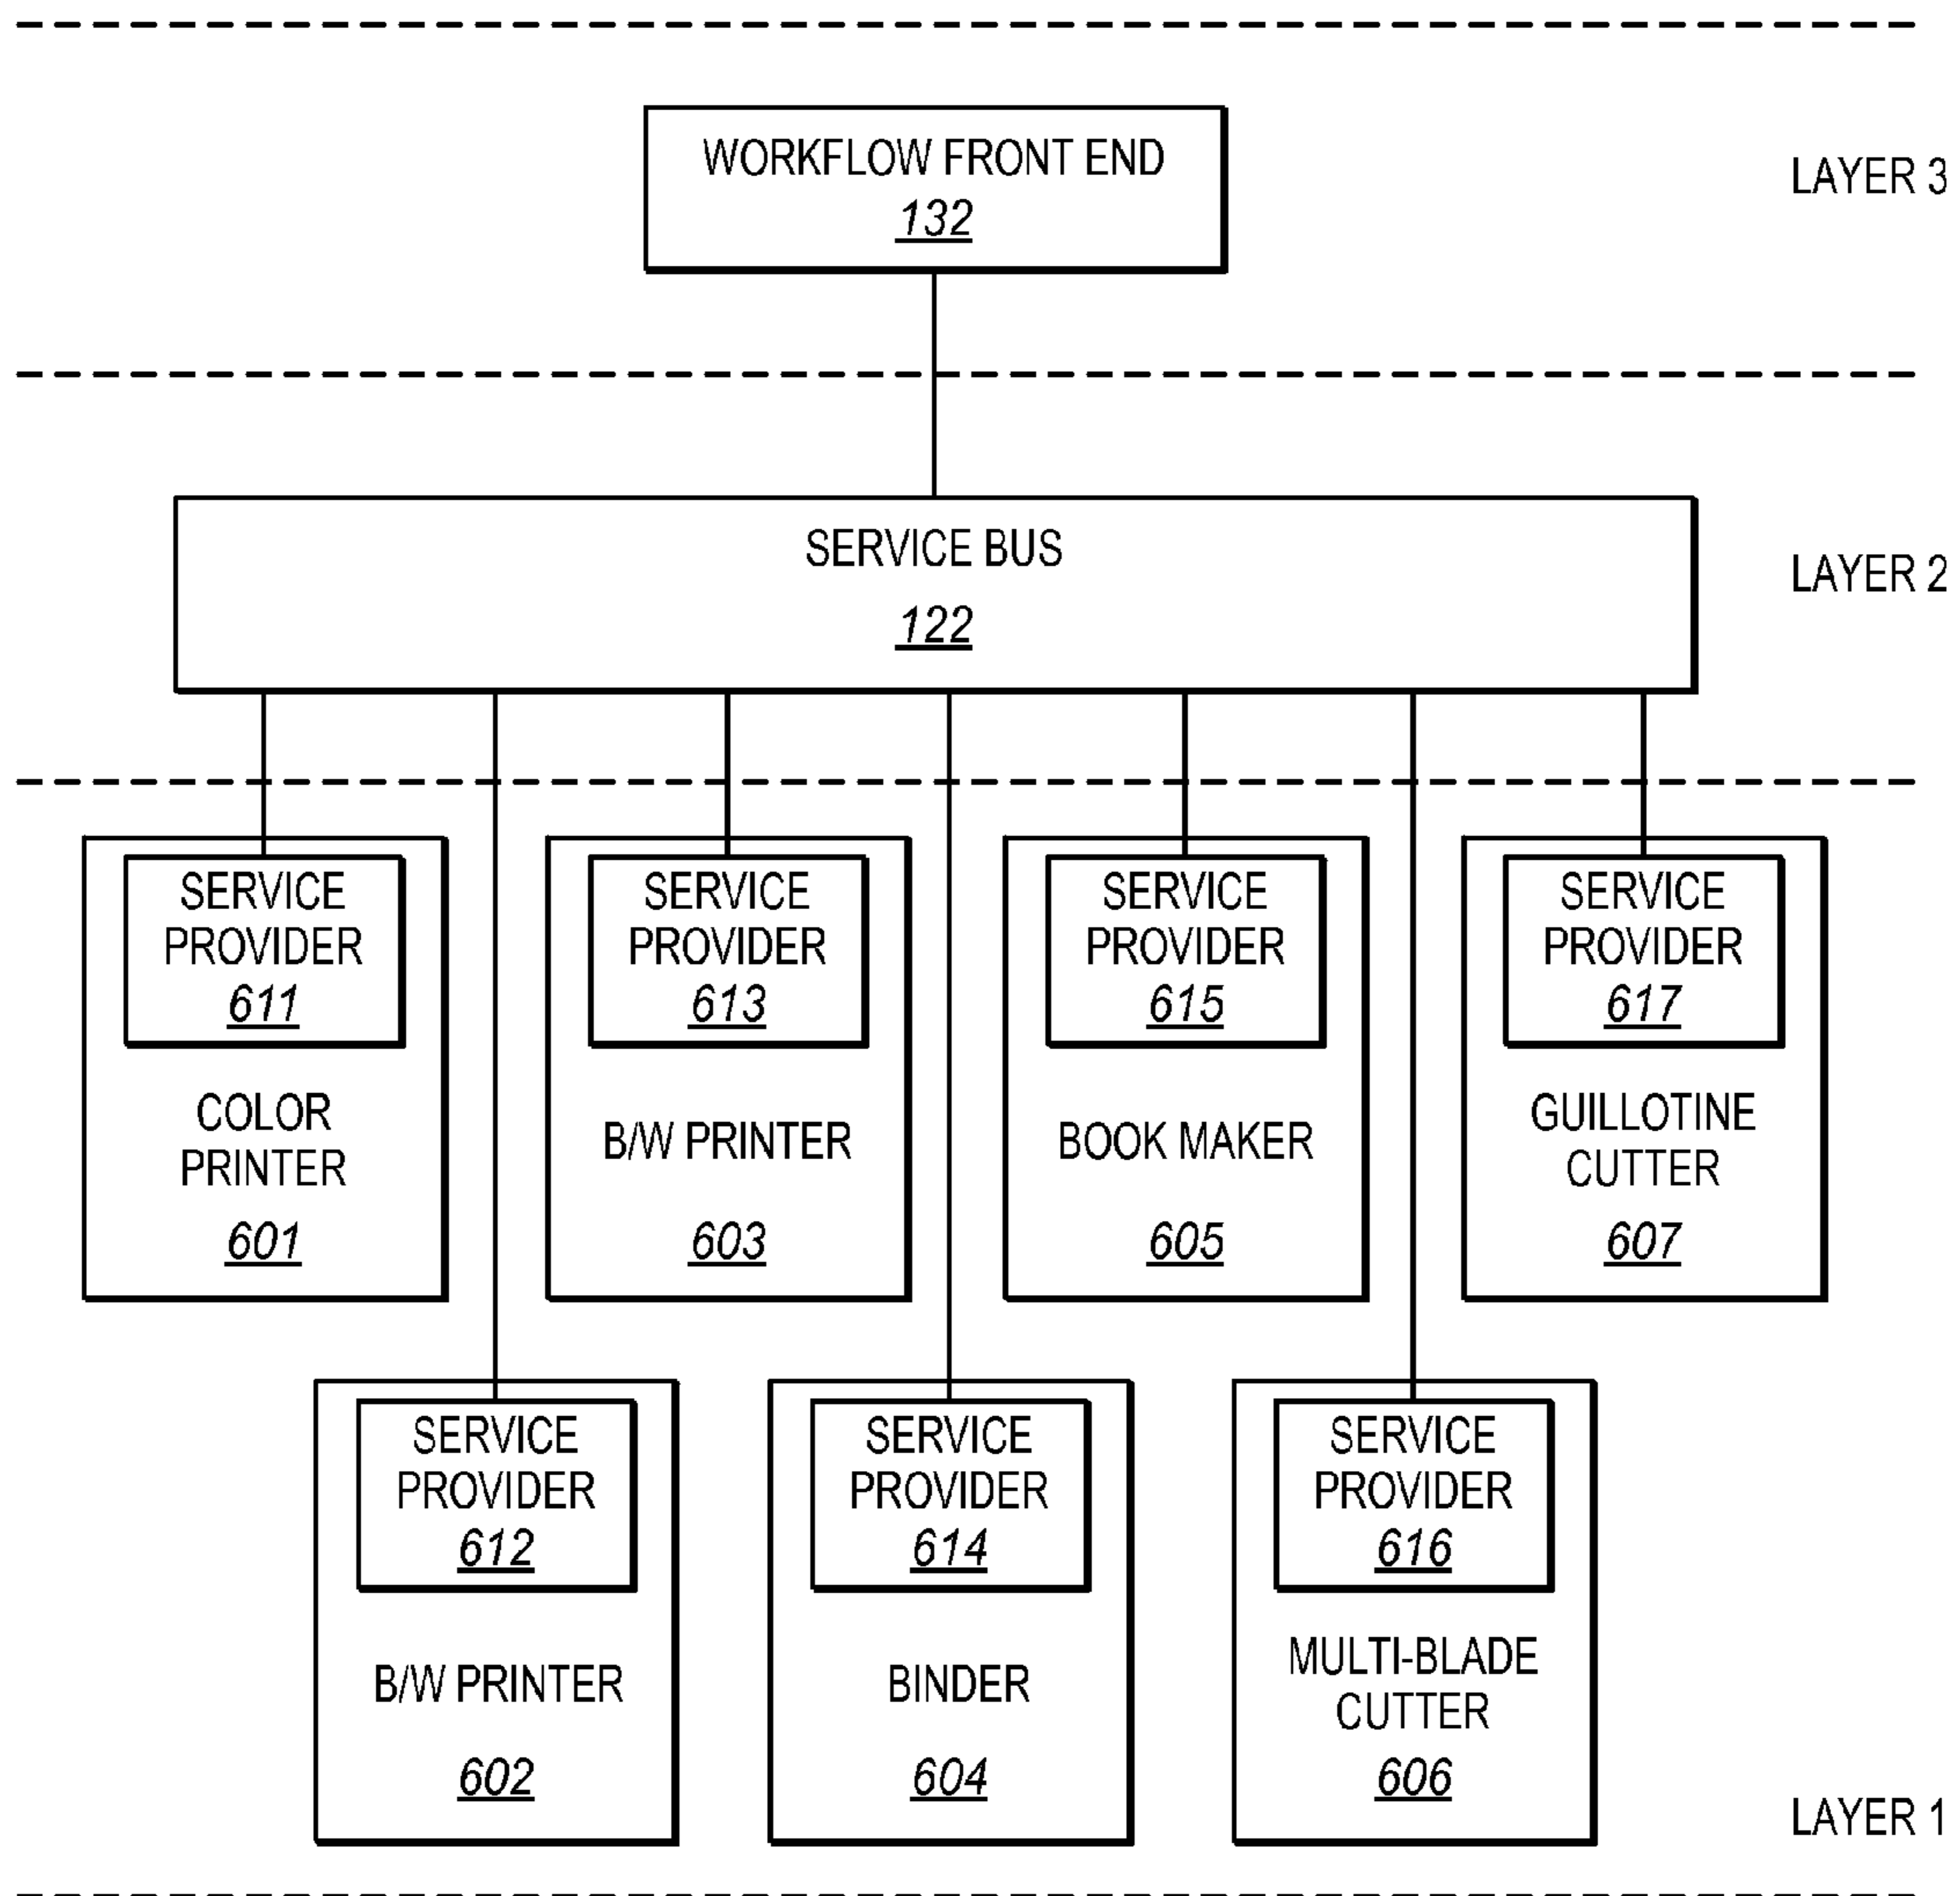 WORKFLOW FRONT END
132
LAYER 3
SERVICE BUS
122
LAYER 2
SERVICE
PROVIDER
611
COLOR
PRINTER
601
SERVICE
PROVIDER
613
B/W PRINTER
603
SERVICE
PROVIDER
615
BOOK MAKER
605
SERVICE
PROVIDER
617
GUILLOTINE
CUTTER
607
SERVICE
PROVIDER
612
B/W PRINTER
602
SERVICE
PROVIDER
614
BINDER
604
SERVICE
PROVIDER
616
MULTI-BLADE
CUTTER
606
LAYER 1